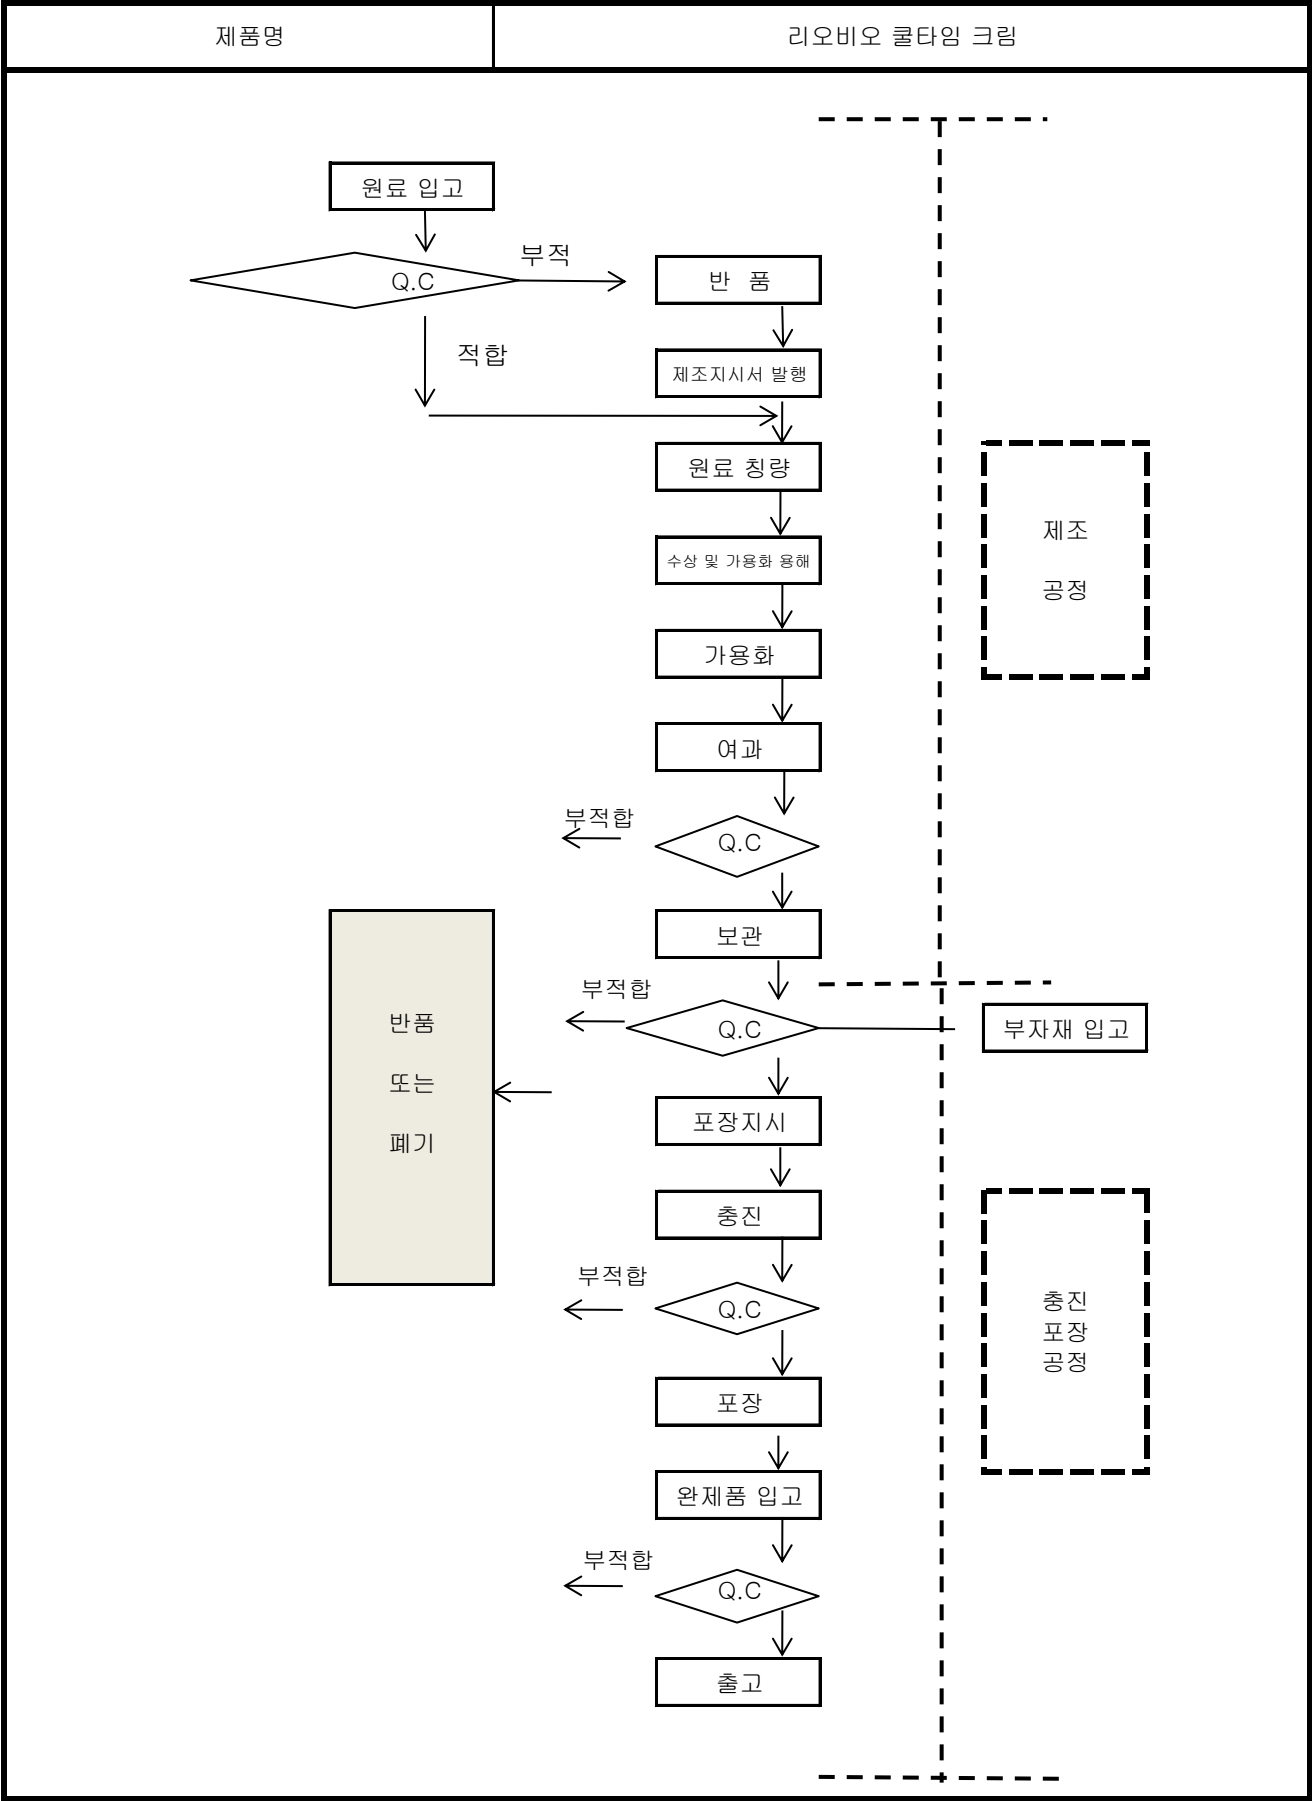 제품명
리오비오 쿨타임 크림
원료 입고
Q.C
부적
반 품
적합
제조지시서 발행
원료 칭량
수상 및 가용화 용해
가용화
여과
부적합
Q.C
보관
부적합
Q.C
부자재 입고
반품
또는
폐기
포장지시
충진
부적합
Q.C
포장
완제품 입고
부적합
Q.C
출고
제조
공정
충진
포장
공정